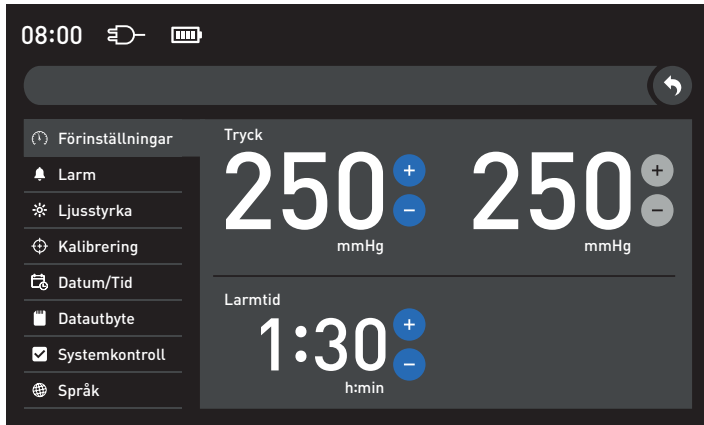 08:00
Förinställningar
Larm
Ljusstyrka
Kalibrering
Datum/Tid
Datautbyte
Systemkontroll
Språk
Tryck
250 + − 250 + −
mmHg mmHg
Larmtid
1:30 + −
h:min